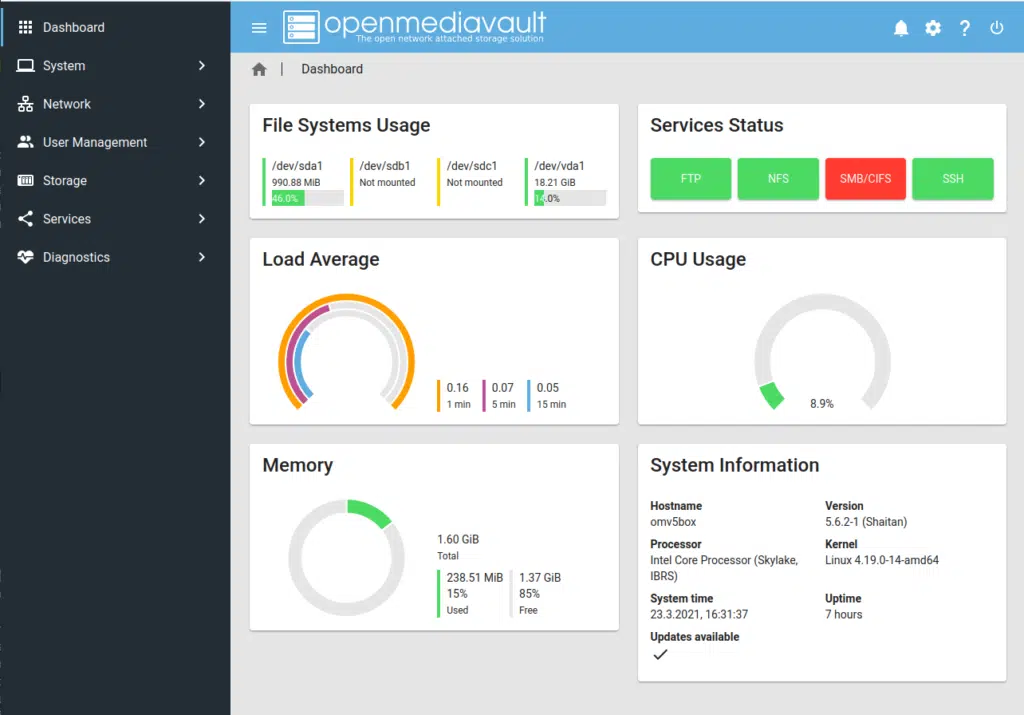 Dashboard
System
Network
User Management
Storage
Services
Diagnostics
openmediavault
The open network attached storage solution
| Dashboard
File Systems Usage
/dev/sda1
990.88 MiB
46.0%
/dev/sdb1
Not mounted
/dev/sdc1
Not mounted
/dev/vda1
18.21 GiB
14.0%
Services Status
FTP
NFS
SMB/CIFS
SSH
Load Average
0.16
1 min
0.07
5 min
0.05
15 min
CPU Usage
8.9%
Memory
1.60 GiB
Total
238.51 MiB
15%
Used
1.37 GiB
85%
Free
System Information
Hostname
omv5box
Version
5.6.2-1 (Shaitan)
Processor
Intel Core Processor (Skylake,
IBRS)
Kernel
Linux 4.19.0-14-amd64
System time
23.3.2021, 16:31:37
Uptime
7 hours
Updates available